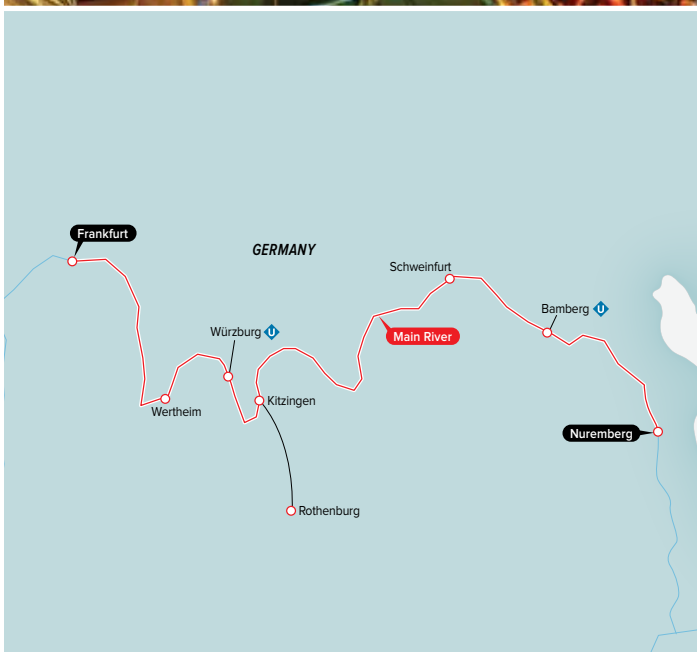 Frankfurt
GERMANY
Schweinfurt
Bamberg U
Würzburg U
Main River
Wertheim
Kitzingen
Nuremberg
Rothenburg